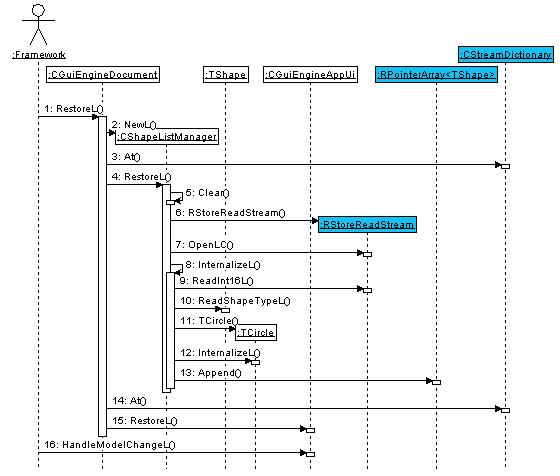 :Framework
:CStreamDictionary
:CGuiEngineDocument
:TShape
:CGuiEngineAppUi
:RPointerArray<TShape>
1: RestoreL()
2: NewL()
:CShapeListManager
3: At()
4: RestoreL()
5: Clear()
6: RStoreReadStream()
:RStoreReadStream
7: OpenLC()
8: InternalizeL()
9: ReadInt16L()
10: ReadShapeTypeL()
11: TCircle()
:TCircle
12: InternalizeL()
13: Append()
14: At()
15: RestoreL()
16: HandleModelChangeL()